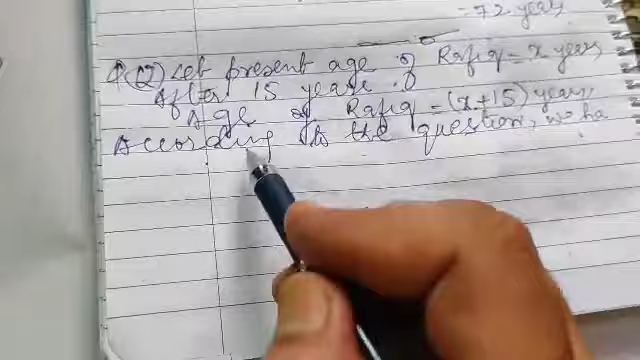 = 72 years
Q(2) Let present age of Rafiq = x years
After 15 years of
Age of Rafiq = (x+15) years,
According to the question, we ha